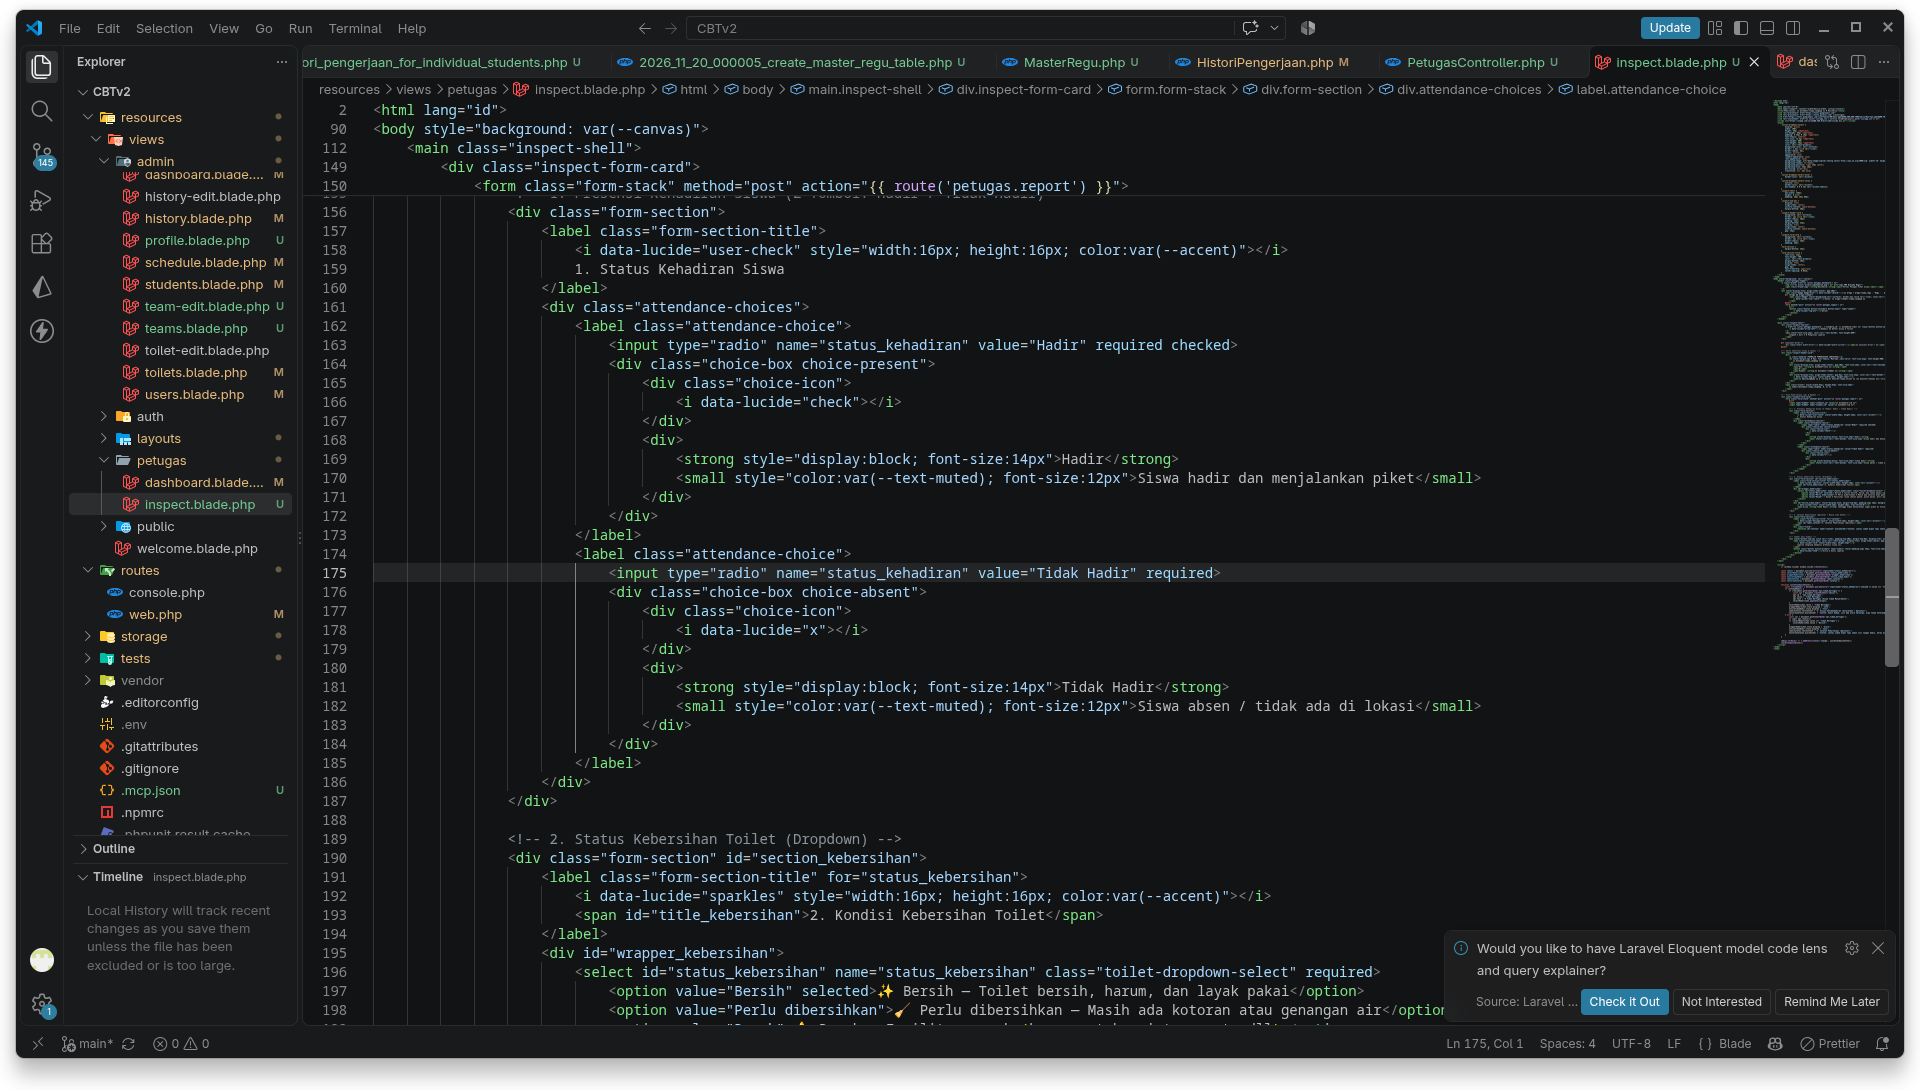 File Edit Selection View Go Run Terminal Help
CBTv2
Update
Explorer
CBTv2
resources
views
admin
dashboard.blade.... M
history-edit.blade.php
history.blade.php M
profile.blade.php U
schedule.blade.php M
students.blade.php M
team-edit.blade.php U
teams.blade.php U
toilet-edit.blade.php
toilets.blade.php M
users.blade.php M
auth
layouts
petugas
dashboard.blade.... M
inspect.blade.php U
public
welcome.blade.php
routes
console.php
web.php M
storage
tests
vendor
.editorconfig
.env
.gitattributes
.gitignore
.mcp.json U
.npmrc
.phpunit.result.cache
Outline
Timeline inspect.blade.php
Local History will track recent
changes as you save them
unless the file has been
excluded or is too large.
145
1
ori_pengerjaan_for_individual_students.php U 2026_11_20_000005_create_master_regu_table.php U MasterRegu.php U HistoriPengerjaan.php M PetugasController.php U inspect.blade.php U das
resources > views > petugas > inspect.blade.php > html > body > main.inspect-shell > div.inspect-form-card > form.form-stack > div.form-section > div.attendance-choices > label.attendance-choice
2 <html lang="id">
90 <body style="background: var(--canvas)">
112 <main class="inspect-shell">
149 <div class="inspect-form-card">
150 <form class="form-stack" method="post" action="{{ route('petugas.report') }}">
156 <div class="form-section">
157 <label class="form-section-title">
158 <i data-lucide="user-check" style="width:16px; height:16px; color:var(--accent)"></i>
159 1. Status Kehadiran Siswa
160 </label>
161 <div class="attendance-choices">
162 <label class="attendance-choice">
163 <input type="radio" name="status_kehadiran" value="Hadir" required checked>
164 <div class="choice-box choice-present">
165 <div class="choice-icon">
166 <i data-lucide="check"></i>
167 </div>
168 <div>
169 <strong style="display:block; font-size:14px">Hadir</strong>
170 <small style="color:var(--text-muted); font-size:12px">Siswa hadir dan menjalankan piket</small>
171 </div>
172 </div>
173 </label>
174 <label class="attendance-choice">
175 <input type="radio" name="status_kehadiran" value="Tidak Hadir" required>
176 <div class="choice-box choice-absent">
177 <div class="choice-icon">
178 <i data-lucide="x"></i>
179 </div>
180 <div>
181 <strong style="display:block; font-size:14px">Tidak Hadir</strong>
182 <small style="color:var(--text-muted); font-size:12px">Siswa absen / tidak ada di lokasi</small>
183 </div>
184 </div>
185 </label>
186 </div>
187 </div>
188
189 <!-- 2. Status Kebersihan Toilet (Dropdown) -->
190 <div class="form-section" id="section_kebersihan">
191 <label class="form-section-title" for="status_kebersihan">
192 <i data-lucide="sparkles" style="width:16px; height:16px; color:var(--accent)"></i>
193 <span id="title_kebersihan">2. Kondisi Kebersihan Toilet</span>
194 </label>
195 <div id="wrapper_kebersihan">
196 <select id="status_kebersihan" name="status_kebersihan" class="toilet-dropdown-select" required>
197 <option value="Bersih" selected>✨ Bersih — Toilet bersih, harum, dan layak pakai</option>
198 <option value="Perlu dibersihkan">🧹 Perlu dibersihkan — Masih ada kotoran atau genangan air</option
Would you like to have Laravel Eloquent model code lens
and query explainer?
Source: Laravel ... Check it Out Not Interested Remind Me Later
main* 0 0
Ln 175, Col 1 Spaces: 4 UTF-8 LF { } Blade Prettier